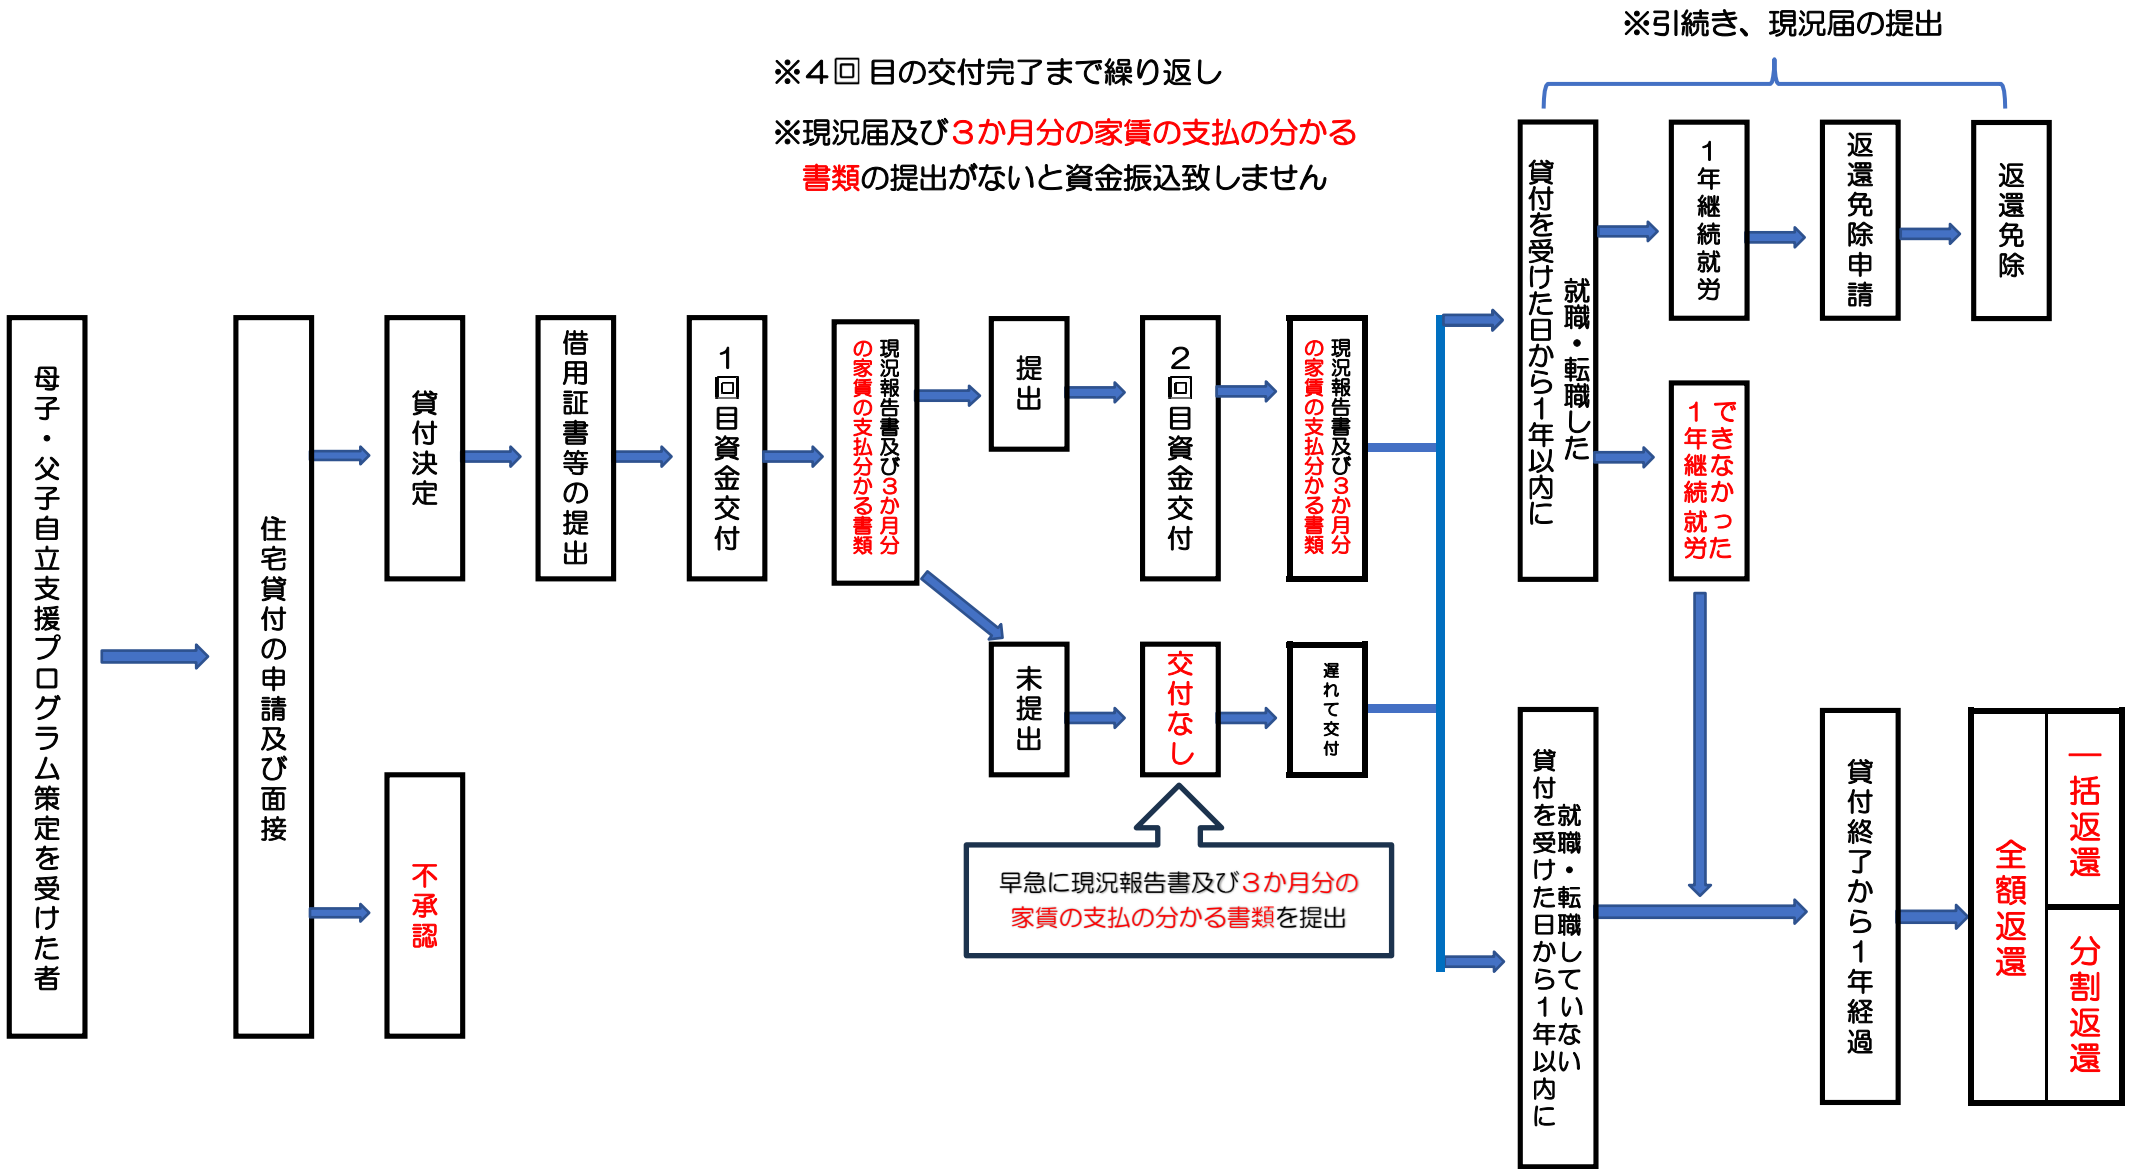 ※引続き、現況届の提出
※４回目の交付完了まで繰り返し
※現況届及び３か月分の家賃の支払の分かる
書類の提出がないと資金振込致しません
母子・父子自立支援プログラム策定を受けた者
住宅貸付の申請及び面接
貸付決定
不承認
借用証書等の提出
１回目資金交付
現況報告書及び３か月分
の家賃の支払分かる書類
提出
未提出
２回目資金交付
交付なし
現況報告書及び３か月分
の家賃の支払分かる書類
遅れて交付
早急に現況報告書及び３か月分の
家賃の支払の分かる書類を提出
就職・転職した
貸付を受けた日から１年以内に
１年継続就労
返還免除申請
返還免除
できなかった
１年継続就労
就職・転職していない
貸付を受けた日から１年以内に
貸付終了から１年経過
全額返還
一括返還
分割返還